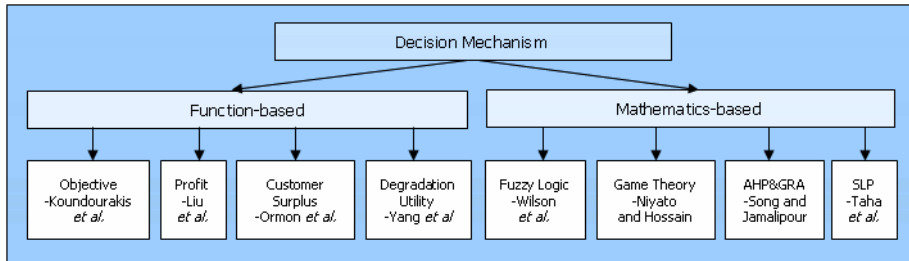 Decision Mechanism
Function-based
Mathematics-based
Objective
-Koundourakis
et al.
Profit
-Liu
et al.
Customer
Surplus
-Ormon et al.
Degradation
Utility
-Yang et al
Fuzzy Logic
-Wilson
et al.
Game Theory
-Niyato
and Hossain
AHP&GRA
-Song and
Jamalipour
SLP
-Taha
et al.